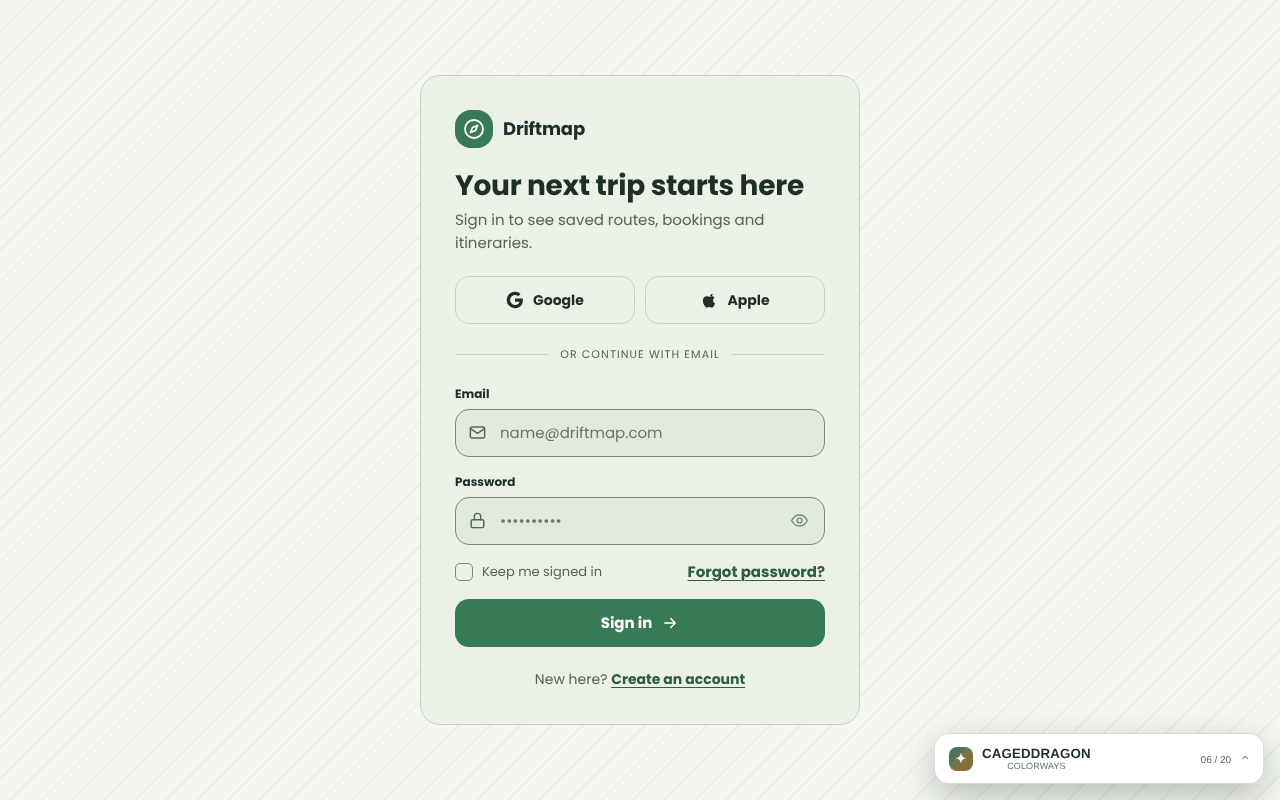 Driftmap
Your next trip starts here
Sign in to see saved routes, bookings and
itineraries.
Google
Apple
OR CONTINUE WITH EMAIL
Email
name@driftmap.com
Password
••••••••••
Keep me signed in
Forgot password?
Sign in →
New here? Create an account
CAGEDDRAGON
COLORWAYS
06 / 20